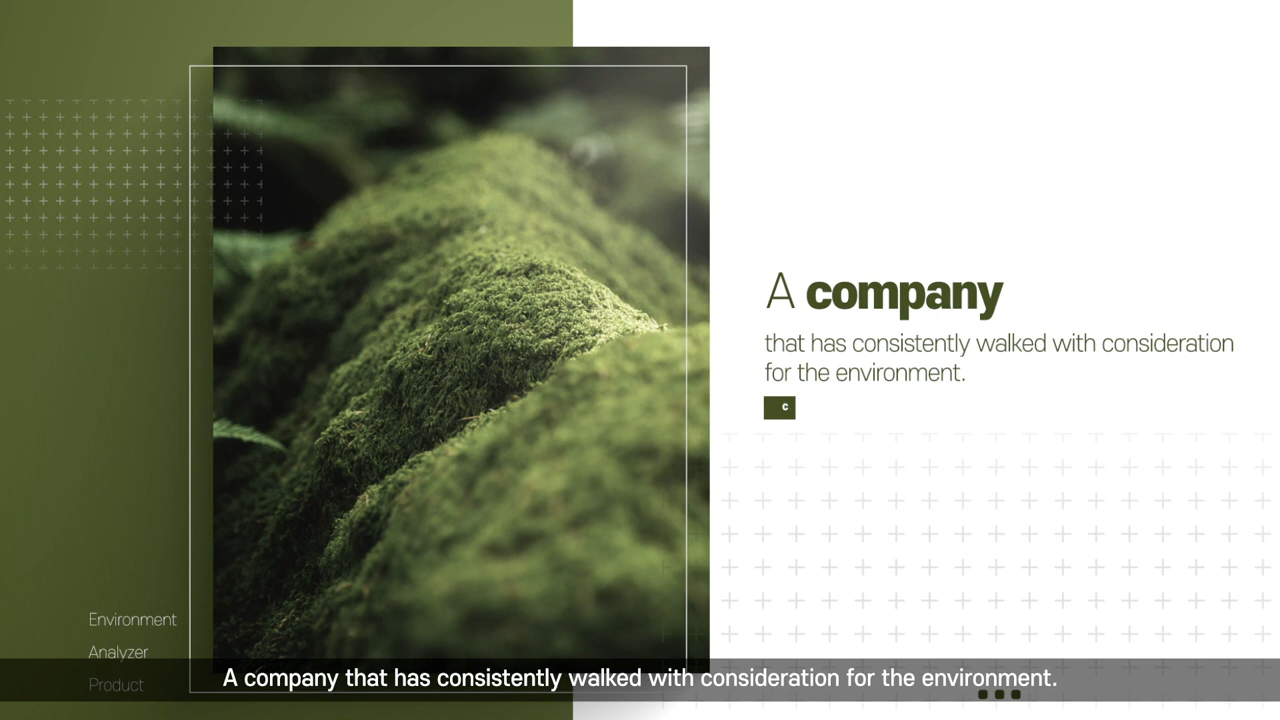 A company
that has consistently walked with consideration
for the environment.
c
Environment
Analyzer
Product
A company that has consistently walked with consideration for the environment.